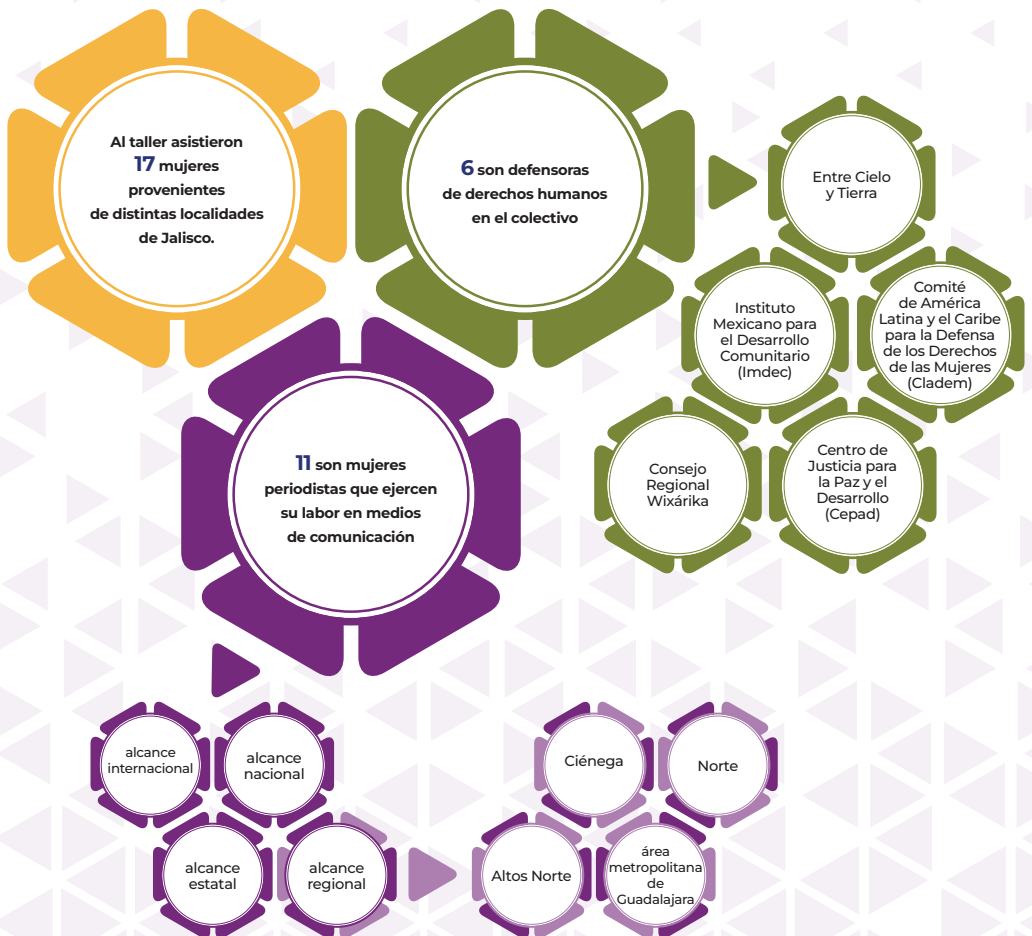 Al taller asistieron
17 mujeres
provenientes
de distintas localidades
de Jalisco.
6 son defensoras
de derechos humanos
en el colectivo
Entre Cielo
y Tierra
Instituto
Mexicano para
el Desarrollo
Comunitario
(Imdec)
Comité
de América
Latina y el Caribe
para la Defensa
de los Derechos
de las Mujeres
(Cladem)
Consejo
Regional
Wixárika
Centro de
Justicia para
la Paz y el
Desarrollo
(Cepad)
11 son mujeres
periodistas que ejercen
su labor en medios
de comunicación
alcance
internacional
alcance
nacional
alcance
estatal
alcance
regional
Ciénega
Norte
Altos Norte
área
metropolitana
de
Guadalajara